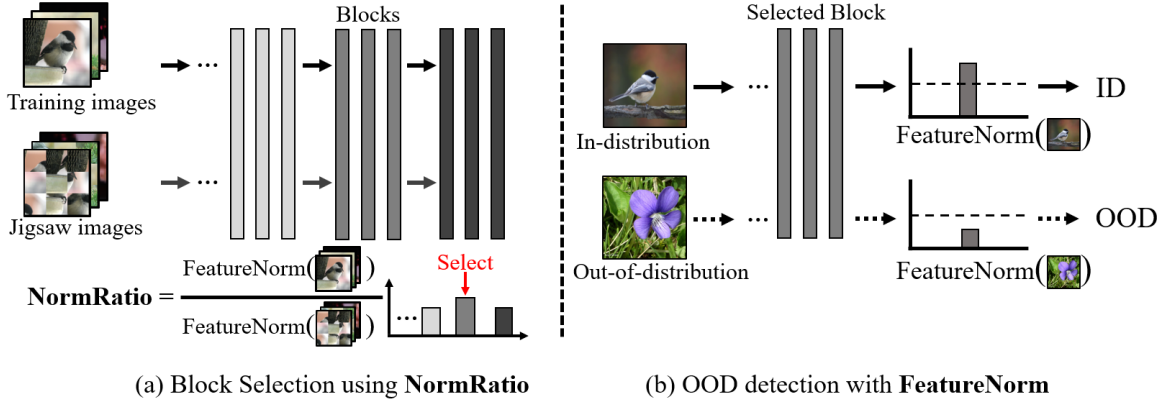 Blocks
Training images
...
...
Jigsaw images
NormRatio =
FeatureNorm( )
FeatureNorm( )
Select
...
(a) Block Selection using NormRatio
Selected Block
In-distribution
...
FeatureNorm( )
ID
Out-of-distribution
...
FeatureNorm( )
OOD
(b) OOD detection with FeatureNorm